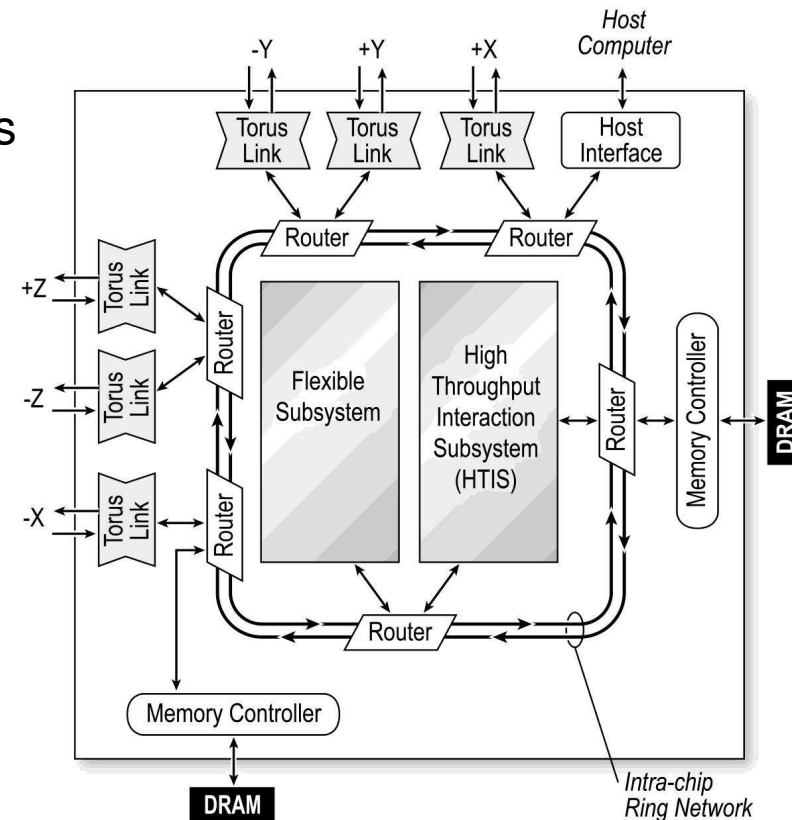 s
Host
Computer
-Y
+Y
+X
Torus
Link
Torus
Link
Torus
Link
Host
Interface
Router
Router
+Z
Torus
Link
Router
-Z
Torus
Link
Flexible
Subsystem
High
Throughput
Interaction
Subsystem
(HTIS)
Router
Memory Controller
DRAM
-X
Torus
Link
Router
Router
Memory Controller
DRAM
Intra-chip
Ring Network